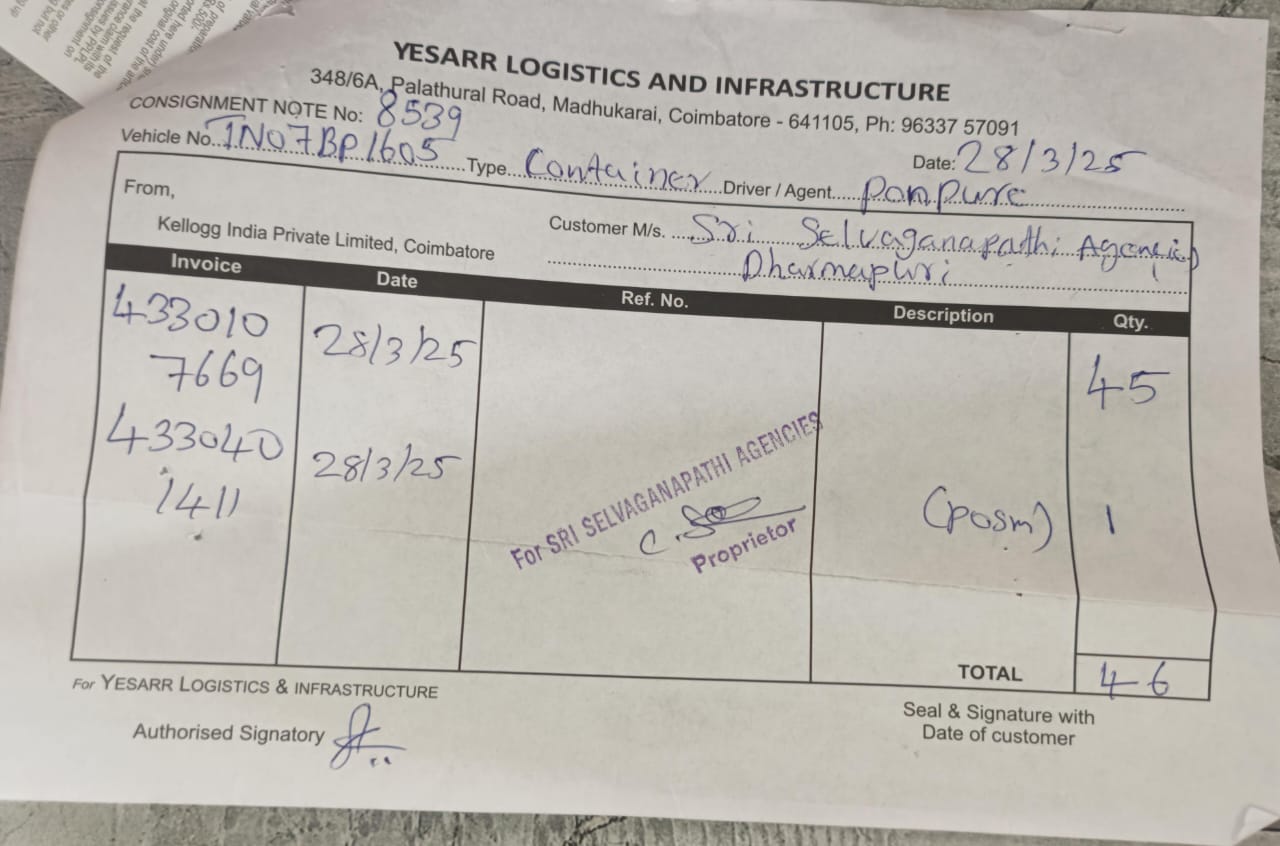 YESARR LOGISTICS AND INFRASTRUCTURE
348/6A, Palathural Road, Madhukarai, Coimbatore - 641105, Ph: 96337 57091
CONSIGNMENT NOTE No: 8539
Date: 28/3/25
Vehicle No. TN07BP1605 Type Container Driver / Agent Ponpure
From,
Kellogg India Private Limited, Coimbatore
Customer M/s. Sri Selvaganapathi Agencies
Dharmapuri
Invoice Date Ref. No. Description Qty.
433010 28/3/25 45
7669
433040 28/3/25
1411 (POSM) 1
For SRI SELVAGANAPATHI AGENCIES
Proprietor
TOTAL 46
For YESARR LOGISTICS & INFRASTRUCTURE
Authorised Signatory
Seal & Signature with
Date of customer